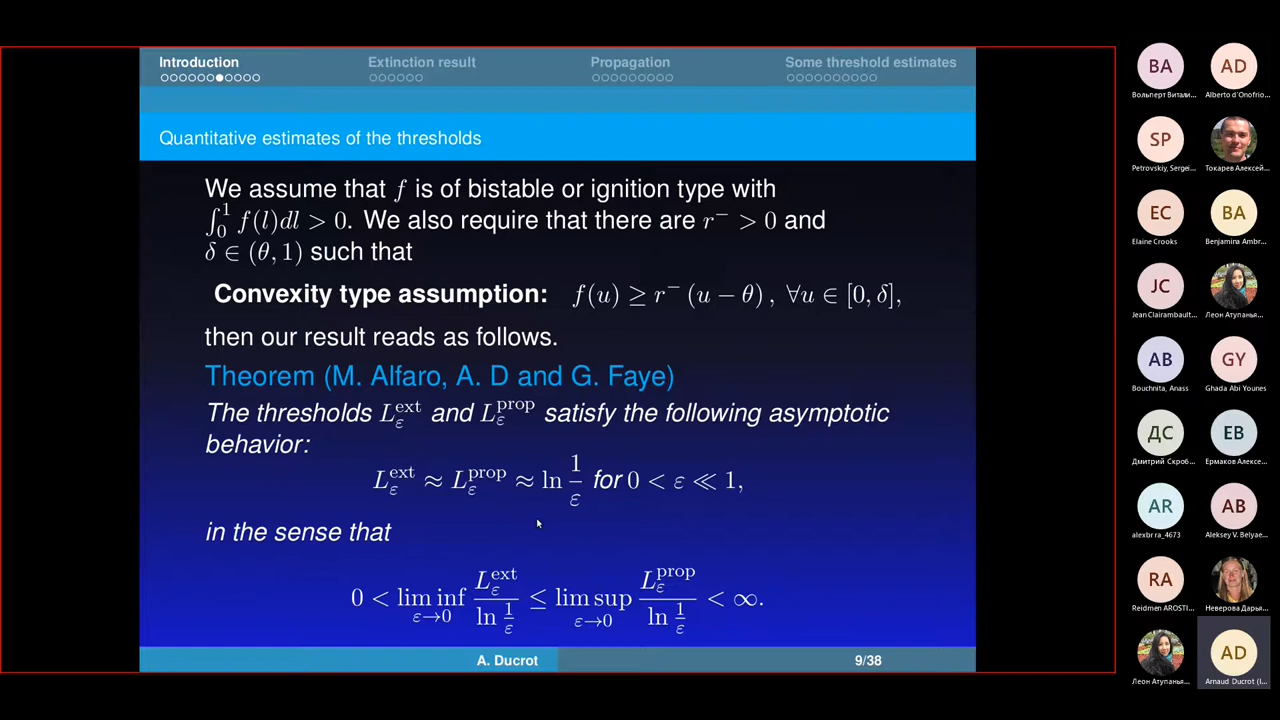 Introduction
Extinction result
Propagation
Some threshold estimates
Quantitative estimates of the thresholds
We assume that f is of bistable or ignition type with
∫₀¹ f(l)dl > 0. We also require that there are r⁻ > 0 and
δ ∈ (θ, 1) such that
Convexity type assumption: f(u) ≥ r⁻ (u − θ), ∀u ∈ [0, δ],
then our result reads as follows.
Theorem (M. Alfaro, A. D and G. Faye)
The thresholds L_ε^ext and L_ε^prop satisfy the following asymptotic
behavior:
L_ε^ext ≈ L_ε^prop ≈ ln 1/ε for 0 < ε ≪ 1,
in the sense that
0 < lim inf_{ε→0} L_ε^ext / ln 1/ε ≤ lim sup_{ε→0} L_ε^prop / ln 1/ε < ∞.
A. Ducrot
9/38
BA
AD
Вольперт Витали...
Alberto d'Onofrio...
SP
Petrovskiy, Sergei...
Токарев Алексей...
EC
BA
Elaine Crooks
Benjamina Ambr...
JC
Jean Clairambault...
Леон Атупанья...
AB
GY
Bouchnita, Anass
Ghada Abi Younes
ДС
ЕВ
Дмитрий Скроб...
Ермаков Алексе...
AR
AB
alexbr ra_4673
Aleksey V. Belyae...
RA
Reidmen AROSTI...
Неверова Дарья...
AD
Леон Атупанья...
Arnaud Ducrot (I...